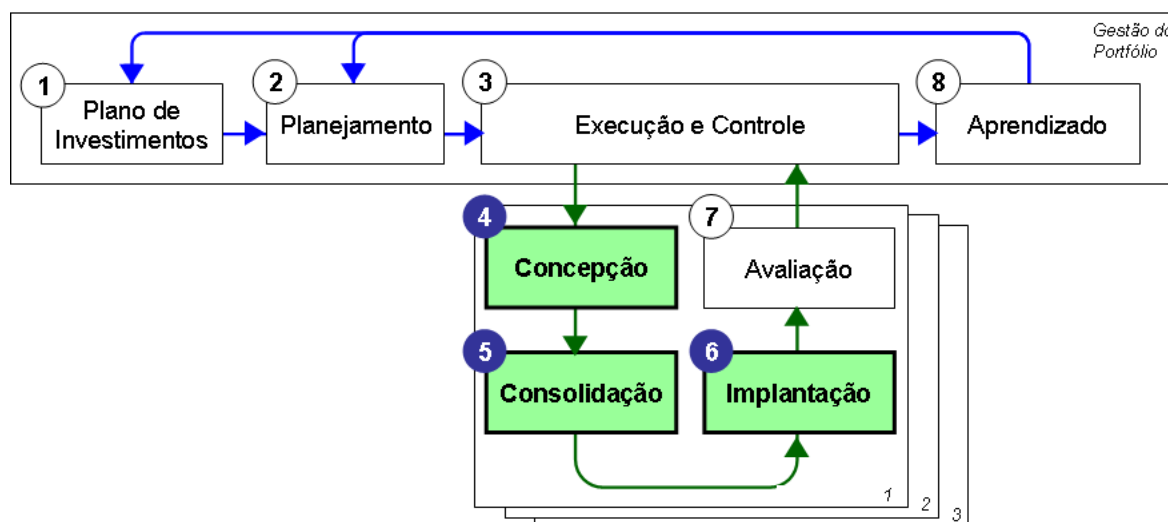 Gestão do
Portfólio
1
Plano de
Investimentos
2
Planejamento
3
Execução e Controle
8
Aprendizado
4
Concepção
7
Avaliação
5
Consolidação
6
Implantação
1
2
3